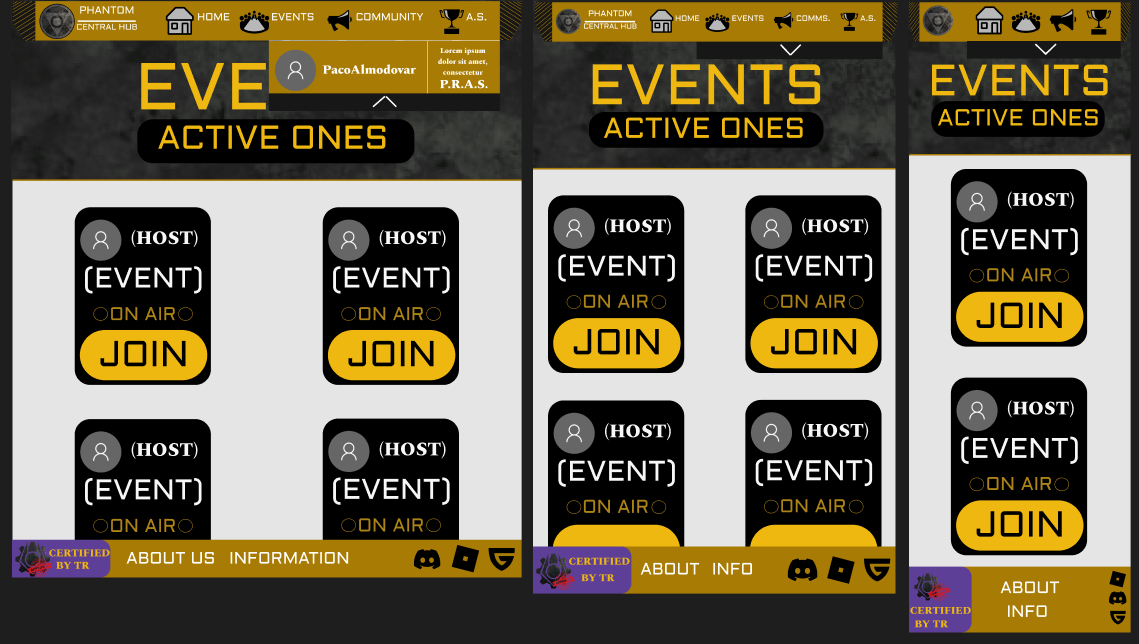 PHANTOM
CENTRAL HUB
HOME
EVENTS
COMMUNITY
A.S.
PacoAlmodovar
Lorem ipsum
dolor sit amet,
consectetur
P.R.A.S.
EVE
ACTIVE ONES
(HOST)
(EVENT)
ON AIR
JOIN
(HOST)
(EVENT)
ON AIR
JOIN
(HOST)
(EVENT)
ON AIR
(HOST)
(EVENT)
ON AIR
CERTIFIED
BY TR
ABOUT US
INFORMATION
PHANTOM
CENTRAL HUB
HOME
EVENTS
COMMS.
A.S.
EVENTS
ACTIVE ONES
(HOST)
(EVENT)
ON AIR
JOIN
(HOST)
(EVENT)
ON AIR
JOIN
(HOST)
(EVENT)
ON AIR
(HOST)
(EVENT)
ON AIR
CERTIFIED
BY TR
ABOUT
INFO
EVENTS
ACTIVE ONES
(HOST)
(EVENT)
ON AIR
JOIN
(HOST)
(EVENT)
ON AIR
JOIN
CERTIFIED
BY TR
ABOUT
INFO